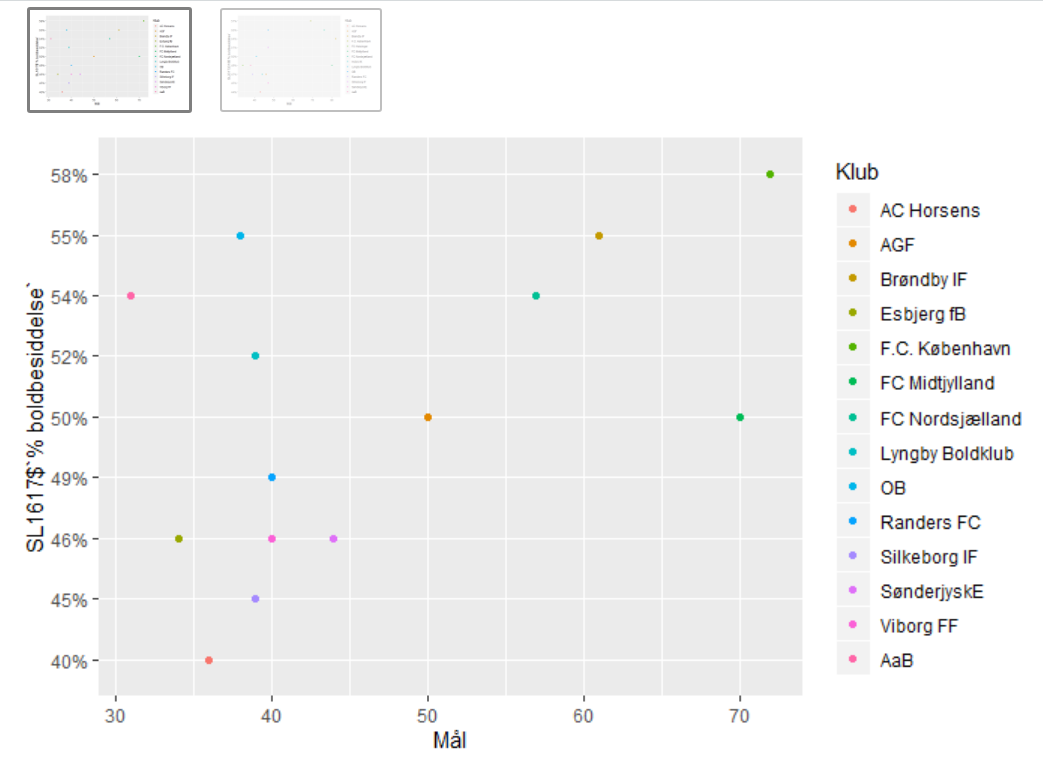 58%
55%
54%
52%
50%
49%
46%
45%
40%
SL1617$`% boldbesiddelse`
30 40 50 60 70
Mål
Klub
AC Horsens
AGF
Brøndby IF
Esbjerg fB
F.C. København
FC Midtjylland
FC Nordsjælland
Lyngby Boldklub
OB
Randers FC
Silkeborg IF
SønderjyskE
Viborg FF
AaB